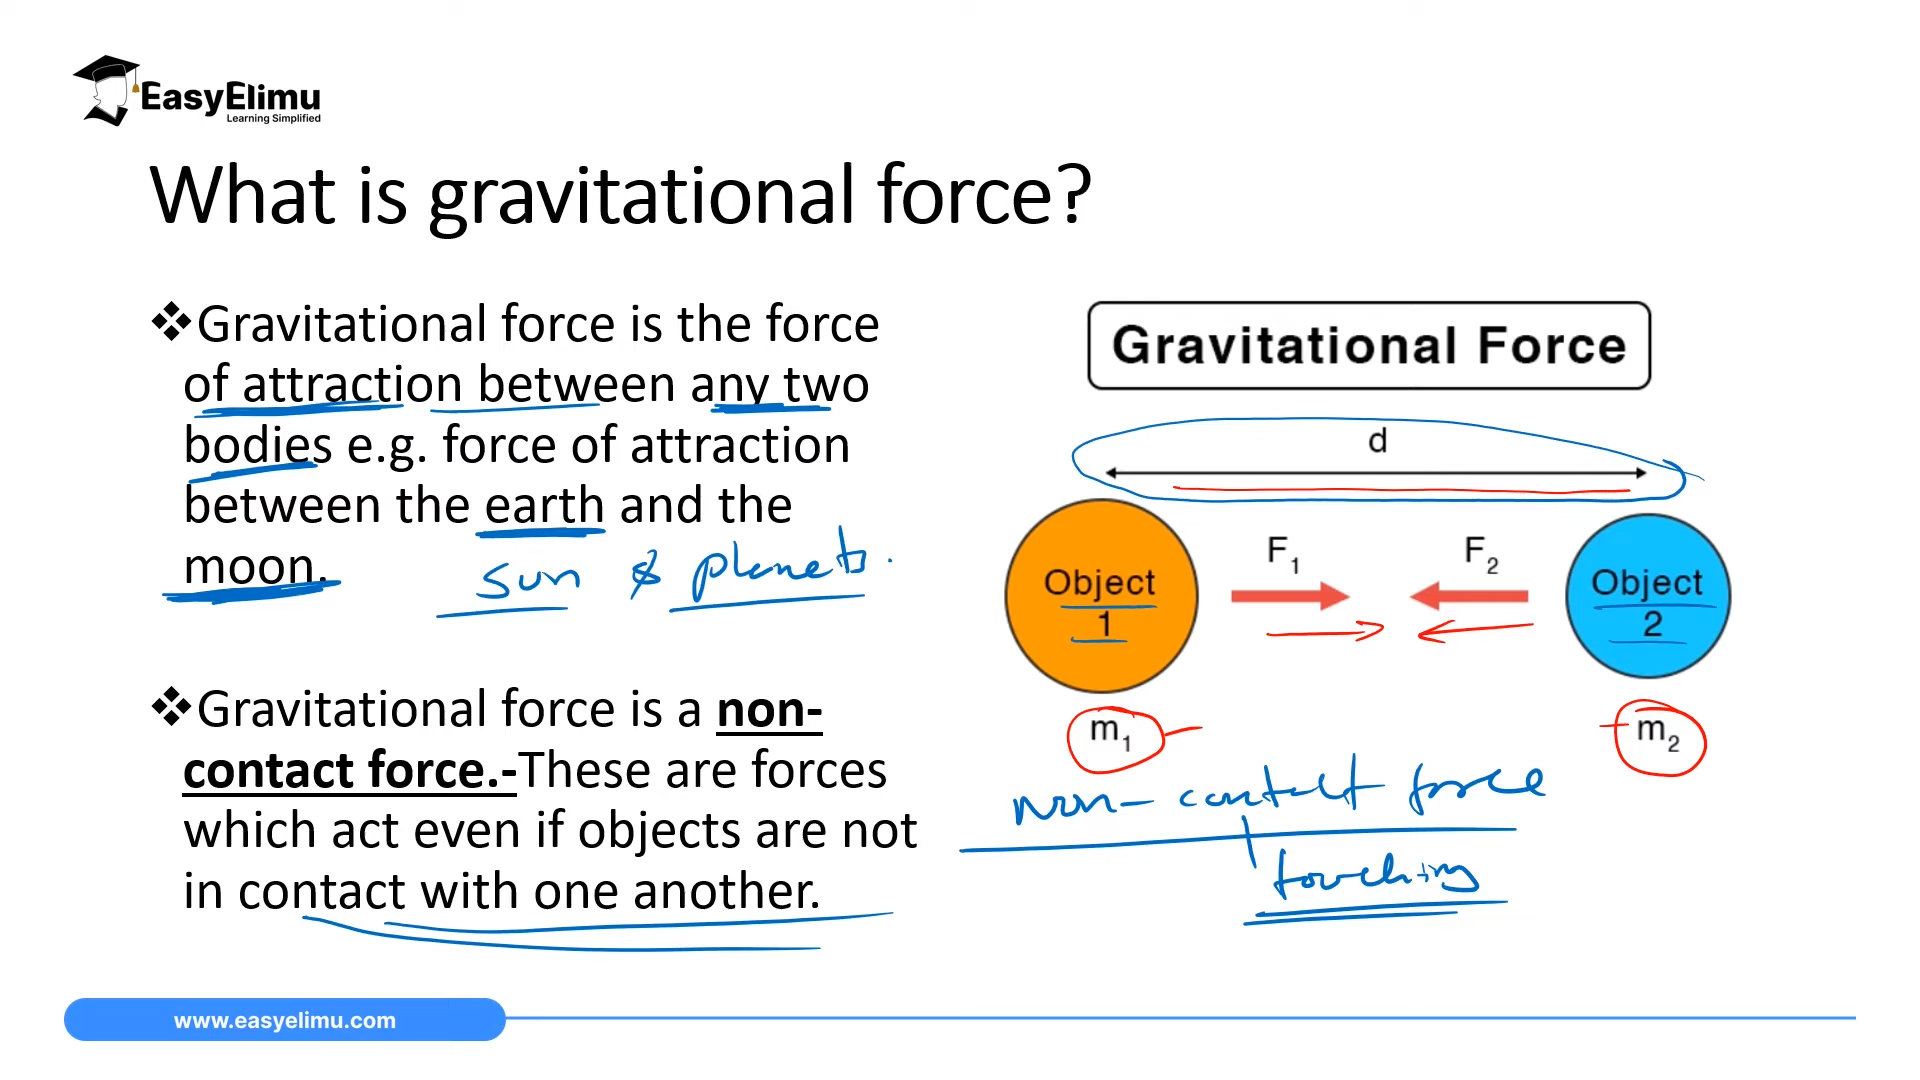 EasyElimu
Learning Simplified
What is gravitational force?
❖Gravitational force is the force
of attraction between any two
bodies e.g. force of attraction
between the earth and the
moon.
sun & planets.
❖Gravitational force is a non-
contact force.-These are forces
which act even if objects are not
in contact with one another.
Gravitational Force
d
F₁ F₂
Object
1
Object
2
m₁ m₂
non-contact force
touching
www.easyelimu.com